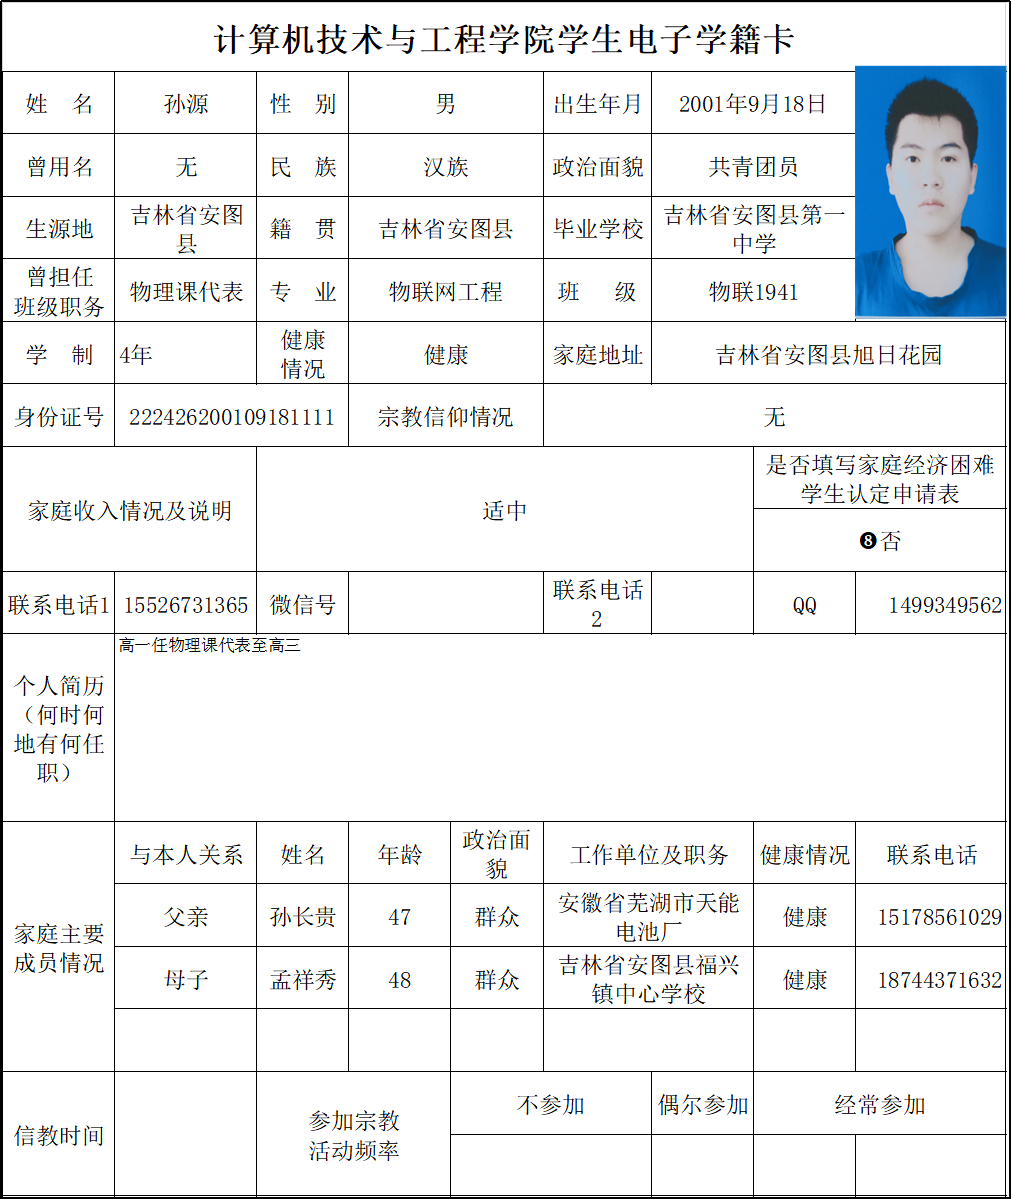 计算机技术与工程学院学生电子学籍卡
姓 名 孙源 性 别 男 出生年月 2001年9月18日
曾用名 无 民 族 汉族 政治面貌 共青团员
生源地 吉林省安图县 籍 贯 吉林省安图县 毕业学校 吉林省安图县第一中学
曾担任班级职务 物理课代表 专 业 物联网工程 班 级 物联1941
学 制 4年 健康情况 健康 家庭地址 吉林省安图县旭日花园
身份证号 222426200109181111 宗教信仰情况 无
家庭收入情况及说明 适中 是否填写家庭经济困难学生认定申请表
❽否
联系电话1 15526731365 微信号 联系电话2 QQ 1499349562
个人简历（何时何地有何任职） 高一任物理课代表至高三
家庭主要成员情况 与本人关系 姓名 年龄 政治面貌 工作单位及职务 健康情况 联系电话
父亲 孙长贵 47 群众 安徽省芜湖市天能电池厂 健康 15178561029
母子 孟祥秀 48 群众 吉林省安图县福兴镇中心学校 健康 18744371632
信教时间 参加宗教活动频率 不参加 偶尔参加 经常参加